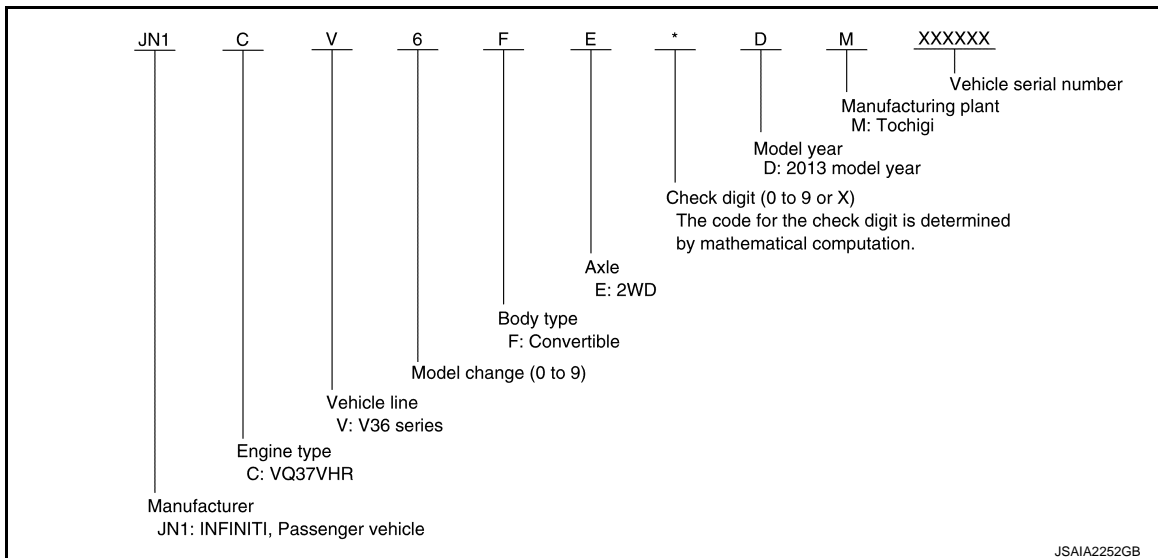 JN1 C V 6 F E * D M XXXXXX
Vehicle serial number
Manufacturing plant
M: Tochigi
Model year
D: 2013 model year
Check digit (0 to 9 or X)
The code for the check digit is determined
by mathematical computation.
Axle
E: 2WD
Body type
F: Convertible
Model change (0 to 9)
Vehicle line
V: V36 series
Engine type
C: VQ37VHR
Manufacturer
JN1: INFINITI, Passenger vehicle
JSAIA2252GB